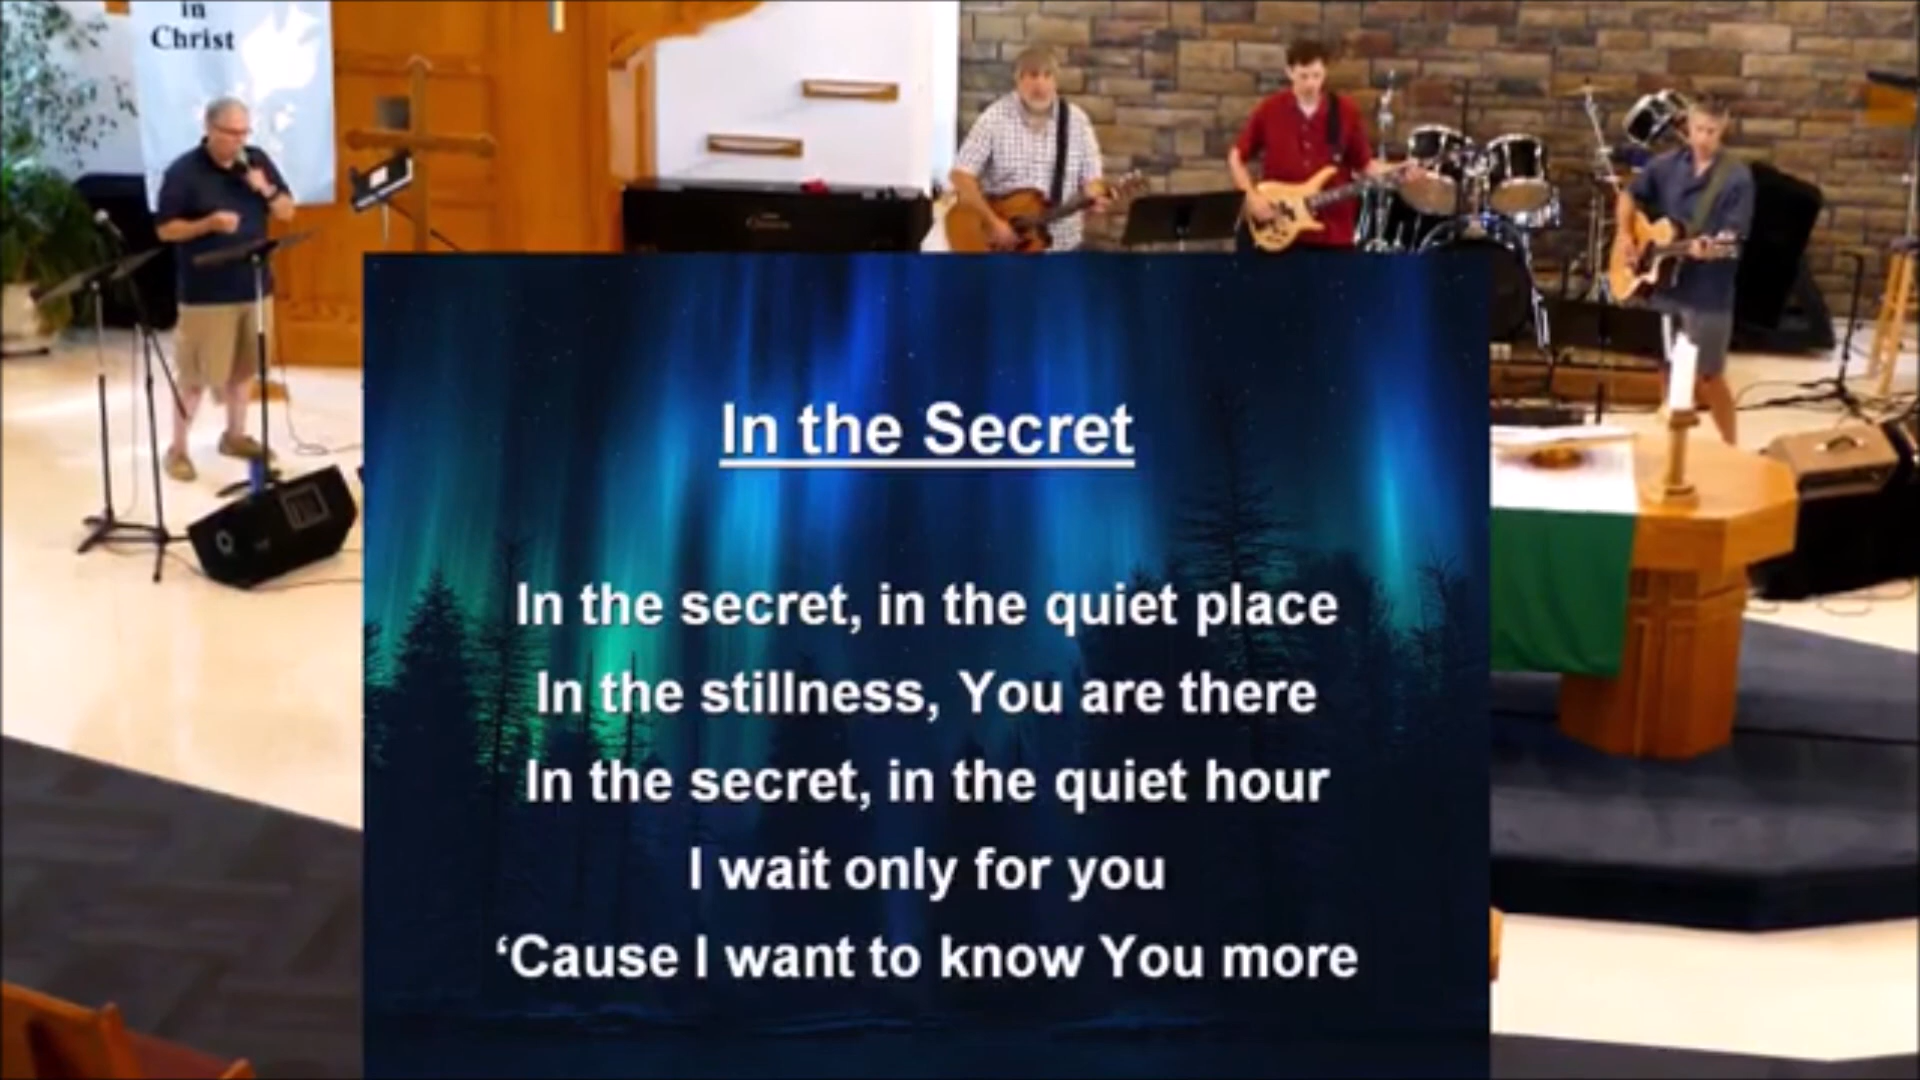 in
Christ
In the Secret
In the secret, in the quiet place
In the stillness, You are there
In the secret, in the quiet hour
I wait only for you
‘Cause I want to know You more